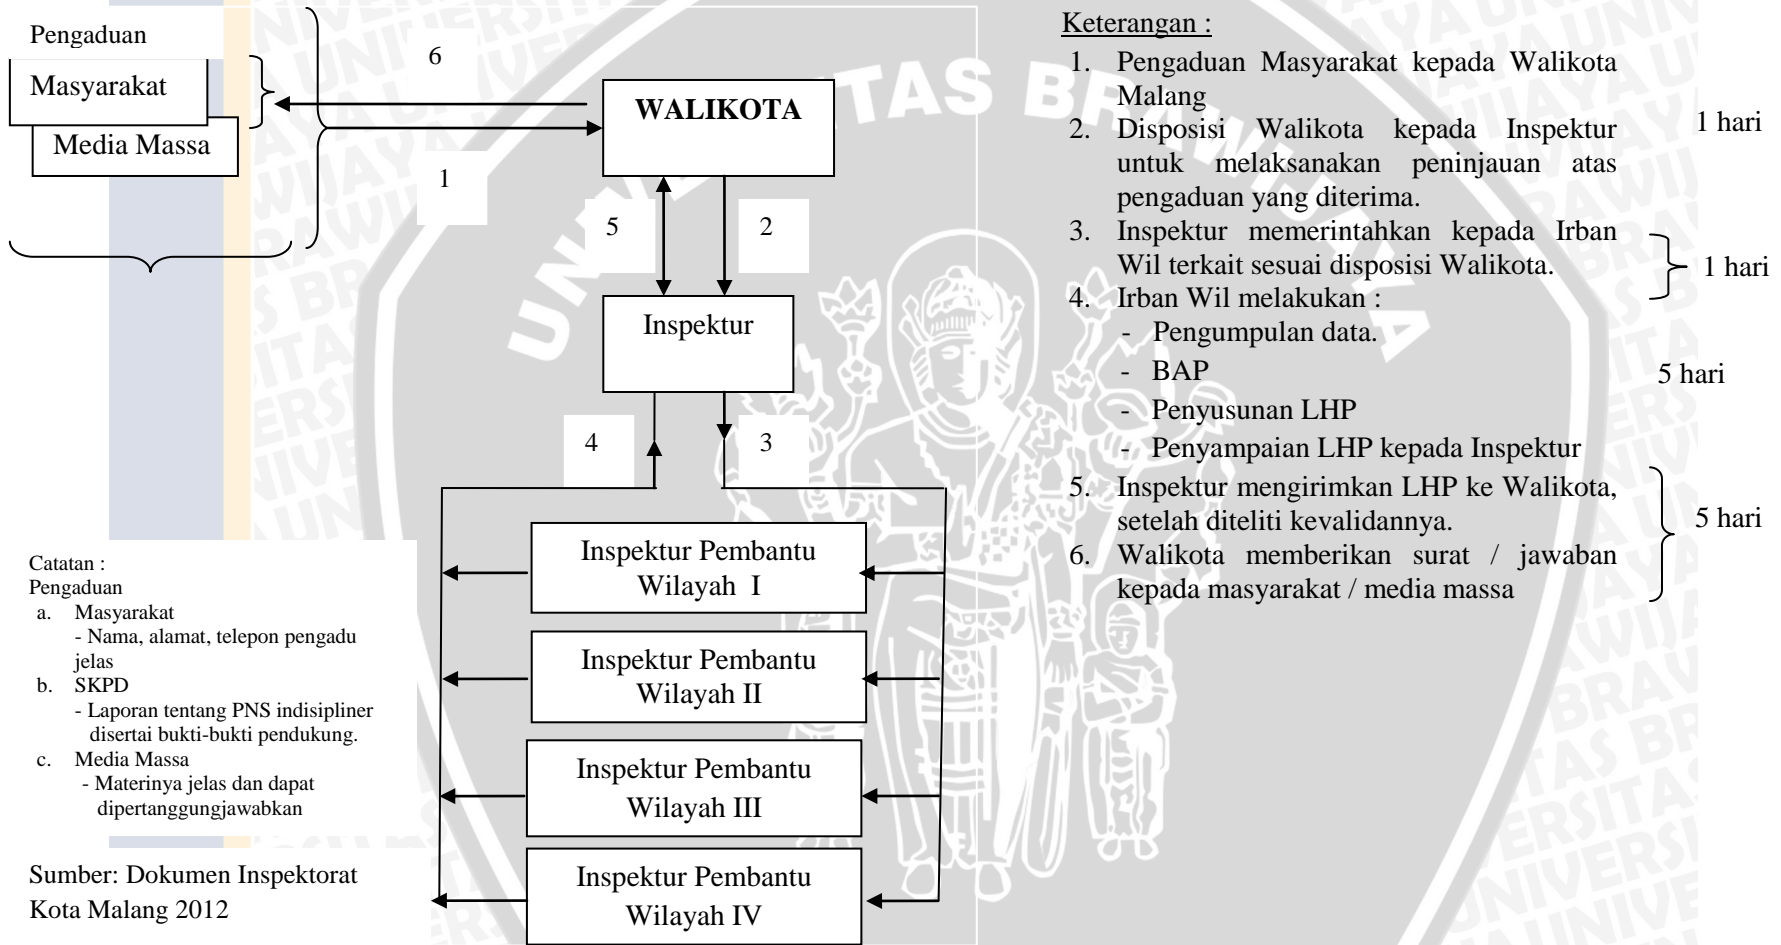 Pengaduan
Masyarakat
Media Massa
6
1
WALIKOTA
5
2
Inspektur
4
3
Inspektur Pembantu
Wilayah I
Inspektur Pembantu
Wilayah II
Inspektur Pembantu
Wilayah III
Inspektur Pembantu
Wilayah IV
Catatan :
Pengaduan
a. Masyarakat
- Nama, alamat, telepon pengadu
jelas
b. SKPD
- Laporan tentang PNS indisipliner
disertai bukti-bukti pendukung.
c. Media Massa
- Materinya jelas dan dapat
dipertanggungjawabkan
Sumber: Dokumen Inspektorat
Kota Malang 2012
Keterangan :
1. Pengaduan Masyarakat kepada Walikota
Malang
2. Disposisi Walikota kepada Inspektur
untuk melaksanakan peninjauan atas
pengaduan yang diterima.
3. Inspektur memerintahkan kepada Irban
Wil terkait sesuai disposisi Walikota.
4. Irban Wil melakukan :
- Pengumpulan data.
- BAP
- Penyusunan LHP
- Penyampaian LHP kepada Inspektur
5. Inspektur mengirimkan LHP ke Walikota,
setelah diteliti kevalidannya.
6. Walikota memberikan surat / jawaban
kepada masyarakat / media massa
1 hari
1 hari
5 hari
5 hari